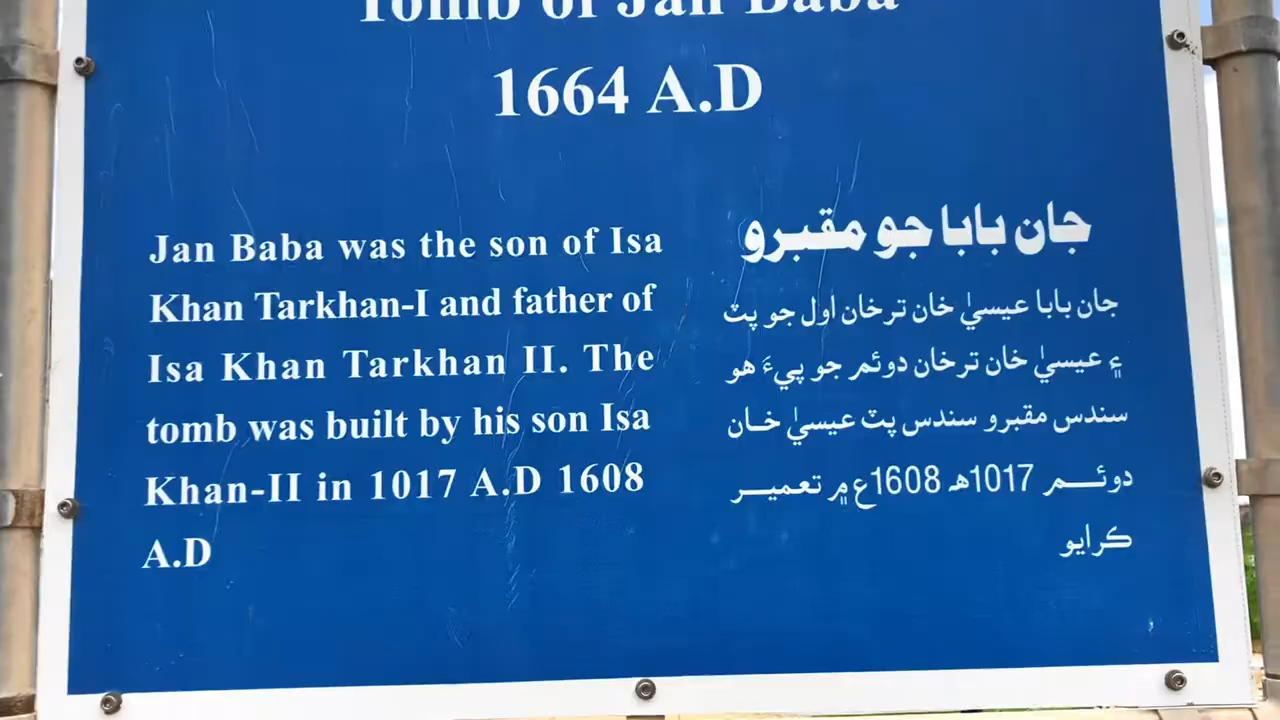 Tomb of Jan Baba
1664 A.D
Jan Baba was the son of Isa
Khan Tarkhan-I and father of
Isa Khan Tarkhan II. The
tomb was built by his son Isa
Khan-II in 1017 A.D 1608
A.D
جان بابا جو مقبرو
جان بابا عيسيٰ خان ترخان اول جو پٽ
۽ عيسيٰ خان ترخان دوئم جو پيءَ هو
سندس مقبرو سندس پٽ عيسيٰ خان
دوئم 1017ھ 1608ع ۾ تعمير
ڪرايو